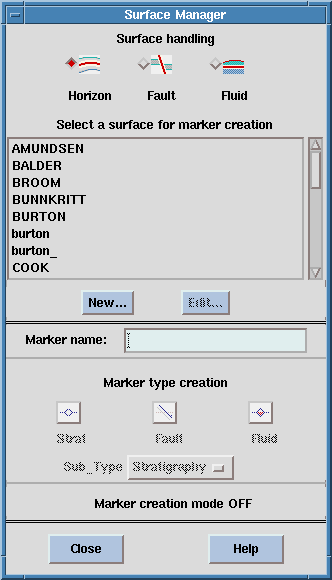 Surface Manager
Surface handling
Horizon Fault Fluid
Select a surface for marker creation
AMUNDSEN
BALDER
BROOM
BUNNKRITT
BURTON
burton
burton_
COOK
New... Edit...
Marker name:
Marker type creation
Strat Fault Fluid
Sub_Type Stratigraphy
Marker creation mode OFF
Close Help